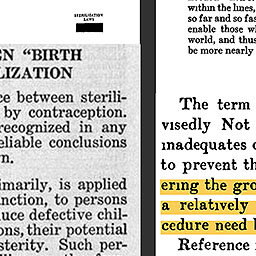 STERILIZATION
LAWS
EN "BIRTH
LIZATION
ce between sterili-
by contraception.
recognized in any
eliable conclusions
n.
imarily, is applied
nction, to persons
uce defective chil-
ons, their potential
sterity. Such per-
within the lines,
so far and so fas
enable those wh
world, and thus
be more nearly
The term
visedly Not
inadequates o
to prevent th
ering the gro
a relatively
cedure need b
Reference